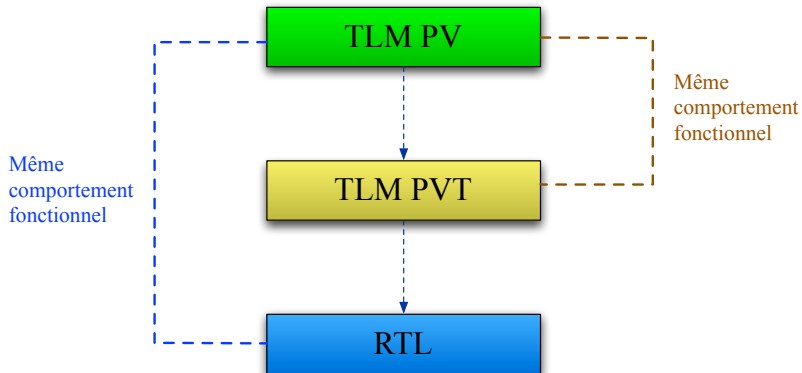 TLM PV
Même
comportement
fonctionnel
TLM PVT
Même
comportement
fonctionnel
RTL